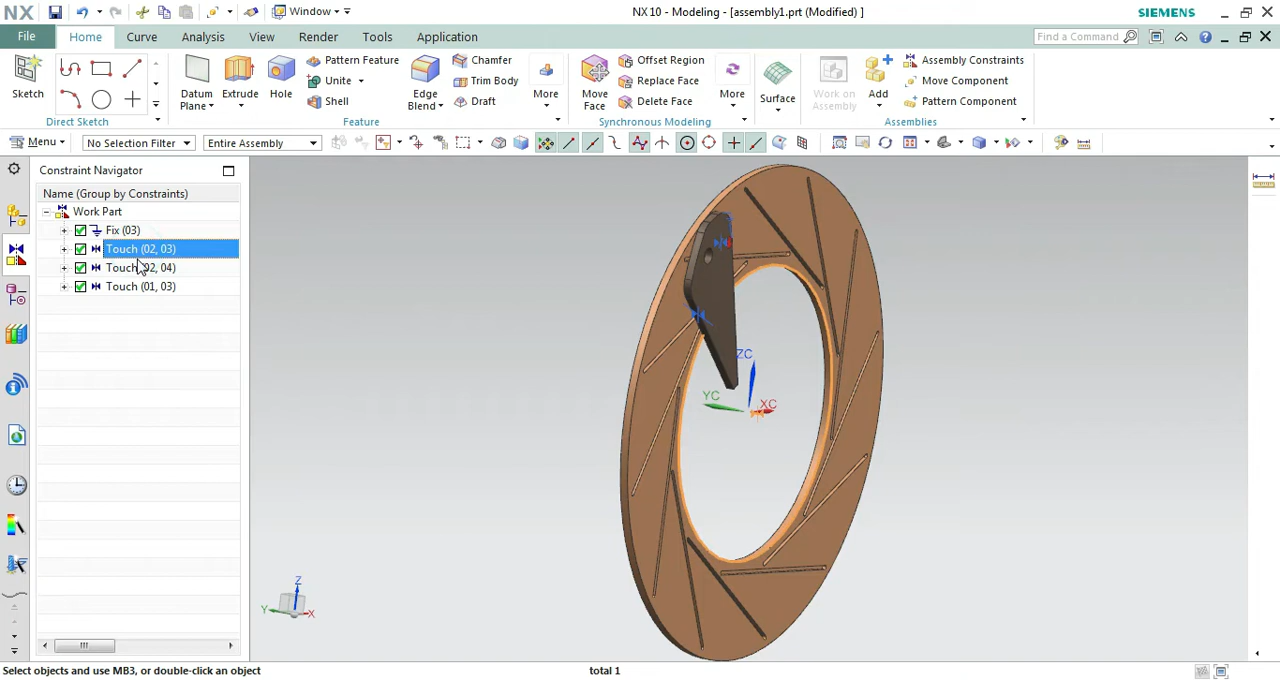 NX Window NX 10 - Modeling - [assembly1.prt (Modified) ] SIEMENS
File Home Curve Analysis View Render Tools Application Find a Command
Sketch Datum Plane Extrude Hole Pattern Feature Unite Shell Edge Blend Chamfer Trim Body Draft More Move Face Offset Region Replace Face Delete Face More Surface Work on Assembly Add Assembly Constraints Move Component Pattern Component
Direct Sketch Feature Synchronous Modeling Assemblies
Menu No Selection Filter Entire Assembly
Constraint Navigator
Name (Group by Constraints)
Work Part
Fix (03)
Touch (02, 03)
Touch (02, 04)
Touch (01, 03)
ZC
YC XC
Z
Y X
Select objects and use MB3, or double-click an object total 1